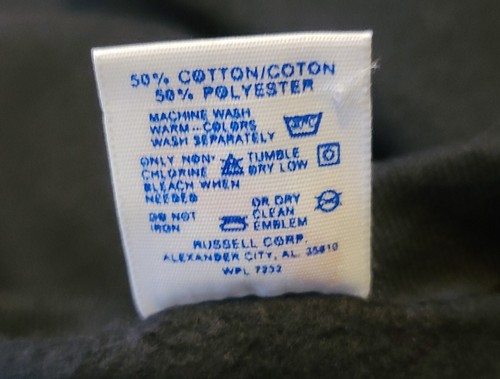 50% COTTON/COTON
50% POLYESTER
MACHINE WASH
WARM--COLORS
WASH SEPARATELY
ONLY NON-
CHLORINE
BLEACH WHEN
NEEDED
TUMBLE
DRY LOW
DO NOT
IRON
OR DRY
CLEAN
EMBLEM
RUSSELL CORP.
ALEXANDER CITY, AL. 35010
WPL 7232